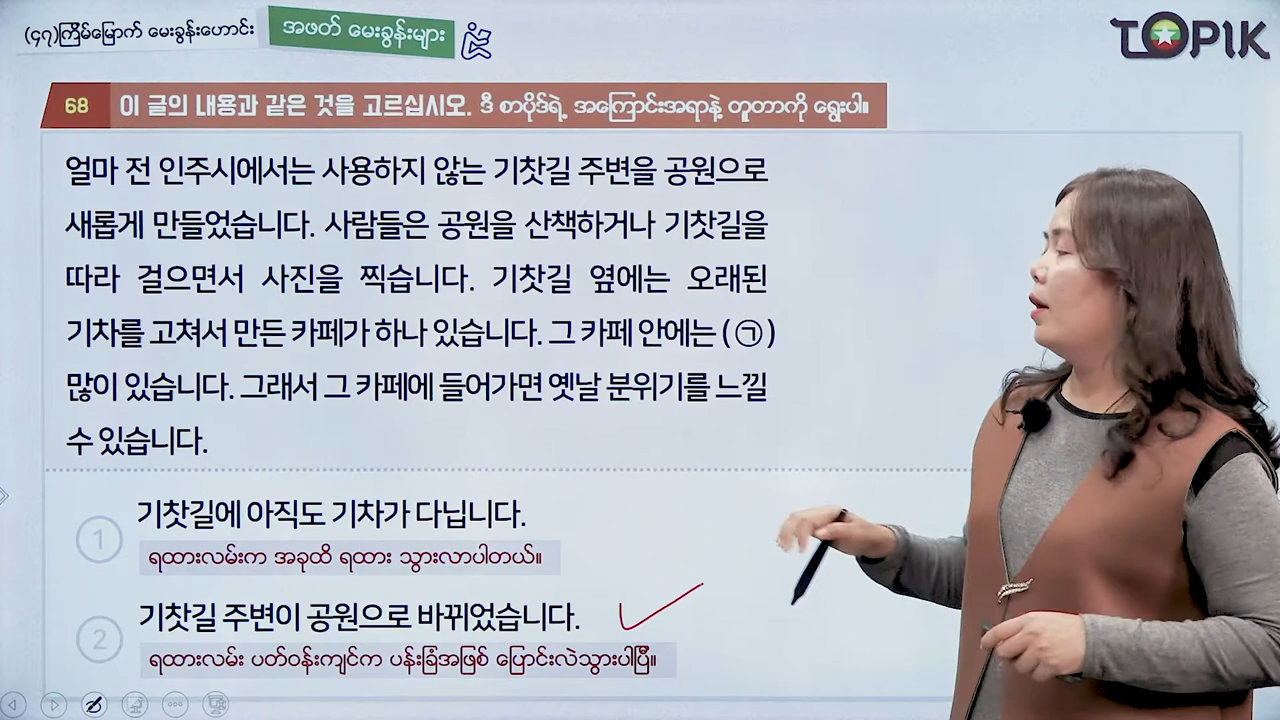 (၄၇)ကြိမ်မြောက် မေးခွန်းဟောင်း
အဖတ် မေးခွန်းများ
TOPIK
68 이 글의 내용과 같은 것을 고르십시오. ဒီ စာပိုဒ်ရဲ့ အကြောင်းအရာနဲ့ တူတာကို ရွေးပါ။
얼마 전 인주시에서는 사용하지 않는 기찻길 주변을 공원으로
새롭게 만들었습니다. 사람들은 공원을 산책하거나 기찻길을
따라 걸으면서 사진을 찍습니다. 기찻길 옆에는 오래된
기차를 고쳐서 만든 카페가 하나 있습니다. 그 카페 안에는 (㉠)
많이 있습니다. 그래서 그 카페에 들어가면 옛날 분위기를 느낄
수 있습니다.
1 기찻길에 아직도 기차가 다닙니다.
ရထားလမ်းက အခုထိ ရထား သွားလာပါတယ်။
2 기찻길 주변이 공원으로 바뀌었습니다.
ရထားလမ်း ပတ်ဝန်းကျင်က ပန်းခြံအဖြစ် ပြောင်းလဲသွားပါပြီ။